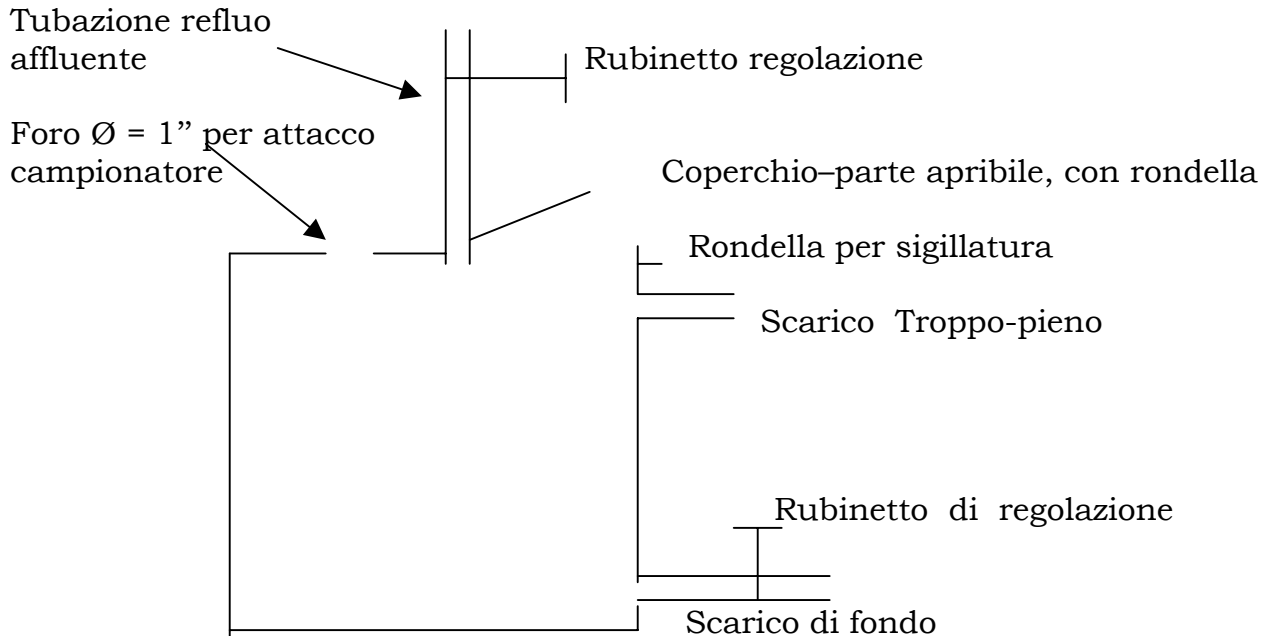 Tubazione refluo
affluente
Rubinetto regolazione
Foro Ø = 1” per attacco
campionatore
Coperchio–parte apribile, con rondella
Rondella per sigillatura
Scarico Troppo-pieno
Rubinetto di regolazione
Scarico di fondo